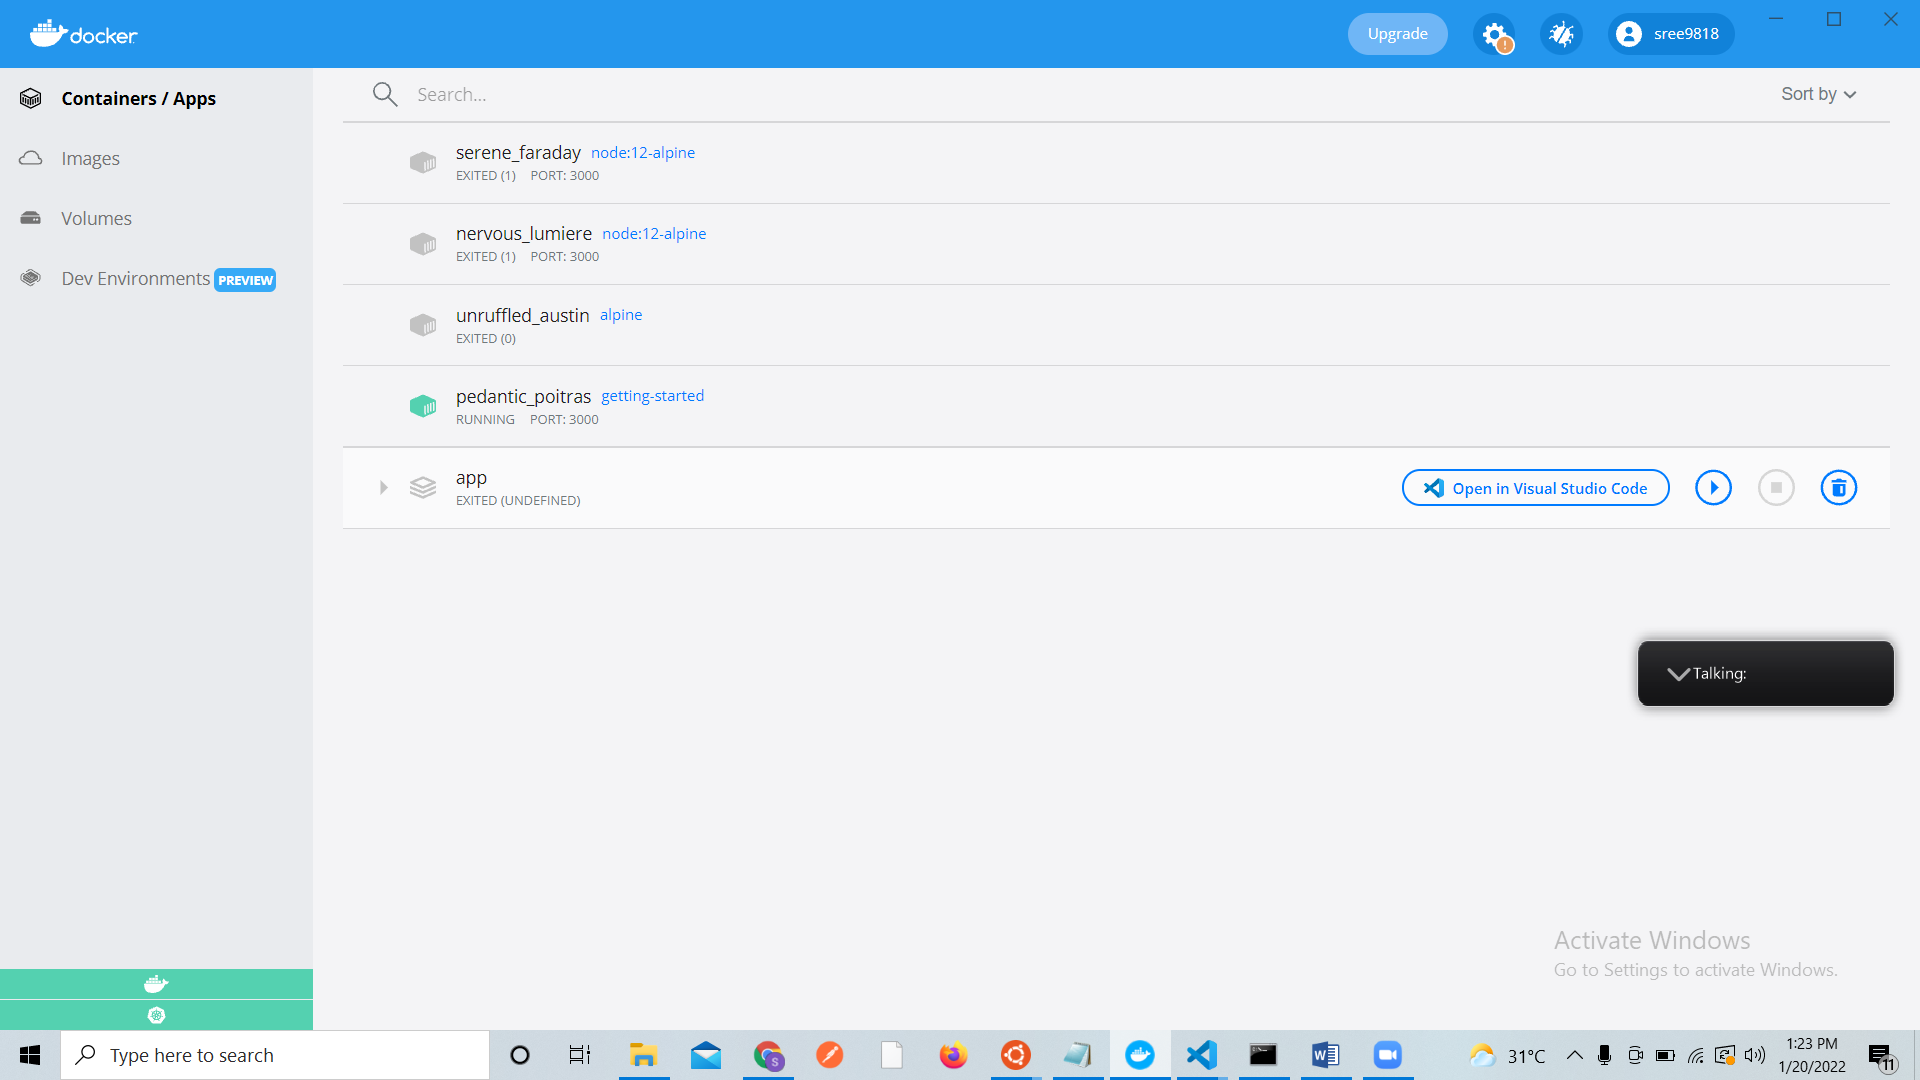 docker
Upgrade
sree9818
Containers / Apps
Images
Volumes
Dev Environments PREVIEW
Search...
Sort by
serene_faraday node:12-alpine
EXITED (1) PORT: 3000
nervous_lumiere node:12-alpine
EXITED (1) PORT: 3000
unruffled_austin alpine
EXITED (0)
pedantic_poitras getting-started
RUNNING PORT: 3000
app
EXITED (UNDEFINED)
Open in Visual Studio Code
Talking:
Activate Windows
Go to Settings to activate Windows.
Type here to search
S
31°C
1:23 PM
1/20/2022
11